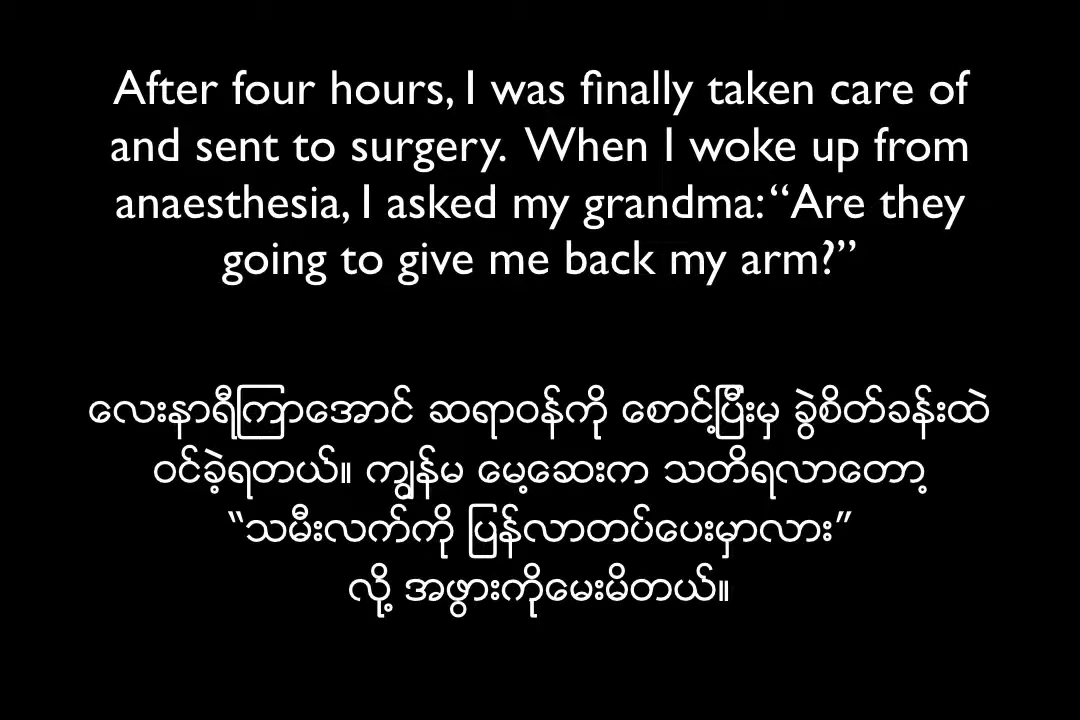 After four hours, I was finally taken care of
and sent to surgery. When I woke up from
anaesthesia, I asked my grandma: “Are they
going to give me back my arm?”
လေးနာရီကြာအောင် ဆရာဝန်ကို စောင့်ပြီးမှ ခွဲစိတ်ခန်းထဲ
ဝင်ခဲ့ရတယ်။ ကျွန်မ မေ့ဆေးက သတိရလာတော့
“သမီးလက်ကို ပြန်လာတပ်ပေးမှာလား”
လို့ အဖွားကိုမေးမိတယ်။